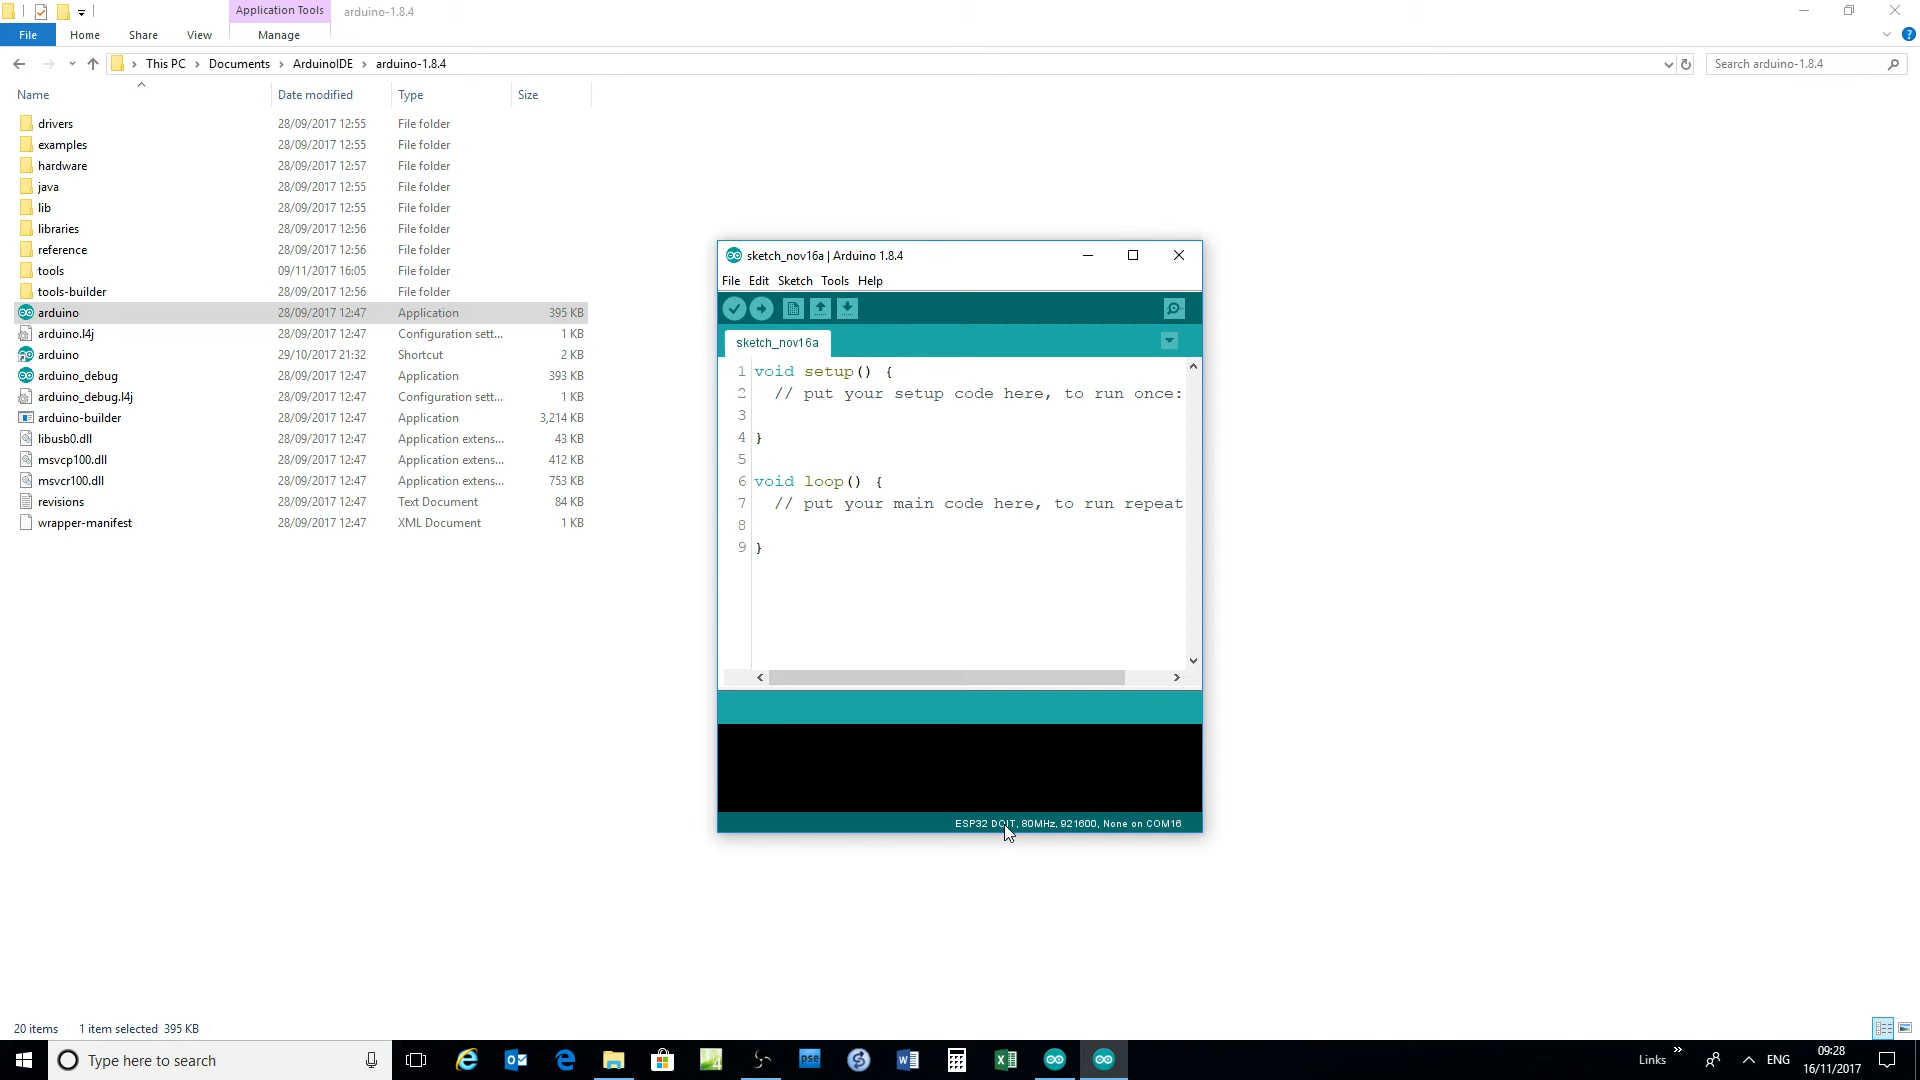 Application Tools arduino-1.8.4
File Home Share View Manage
This PC Documents ArduinoIDE arduino-1.8.4 Search arduino-1.8.4
Name Date modified Type Size
drivers 28/09/2017 12:55 File folder
examples 28/09/2017 12:55 File folder
hardware 28/09/2017 12:57 File folder
java 28/09/2017 12:55 File folder
lib 28/09/2017 12:55 File folder
libraries 28/09/2017 12:56 File folder
reference 28/09/2017 12:56 File folder
tools 09/11/2017 16:05 File folder
tools-builder 28/09/2017 12:56 File folder
arduino 28/09/2017 12:47 Application 395 KB
arduino.l4j 28/09/2017 12:47 Configuration sett... 1 KB
arduino 29/10/2017 21:32 Shortcut 2 KB
arduino_debug 28/09/2017 12:47 Application 393 KB
arduino_debug.l4j 28/09/2017 12:47 Configuration sett... 1 KB
arduino-builder 28/09/2017 12:47 Application 3,214 KB
libusb0.dll 28/09/2017 12:47 Application extens... 43 KB
msvcp100.dll 28/09/2017 12:47 Application extens... 412 KB
msvcr100.dll 28/09/2017 12:47 Application extens... 753 KB
revisions 28/09/2017 12:47 Text Document 84 KB
wrapper-manifest 28/09/2017 12:47 XML Document 1 KB
sketch_nov16a | Arduino 1.8.4
File Edit Sketch Tools Help
sketch_nov16a
1 void setup() {
2 // put your setup code here, to run once:
3
4 }
5
6 void loop() {
7 // put your main code here, to run repeat
8
9 }
ESP32 DOIT, 80MHz, 921600, None on COM16
20 items 1 item selected 395 KB
Type here to search pse Links ENG 09:28
16/11/2017